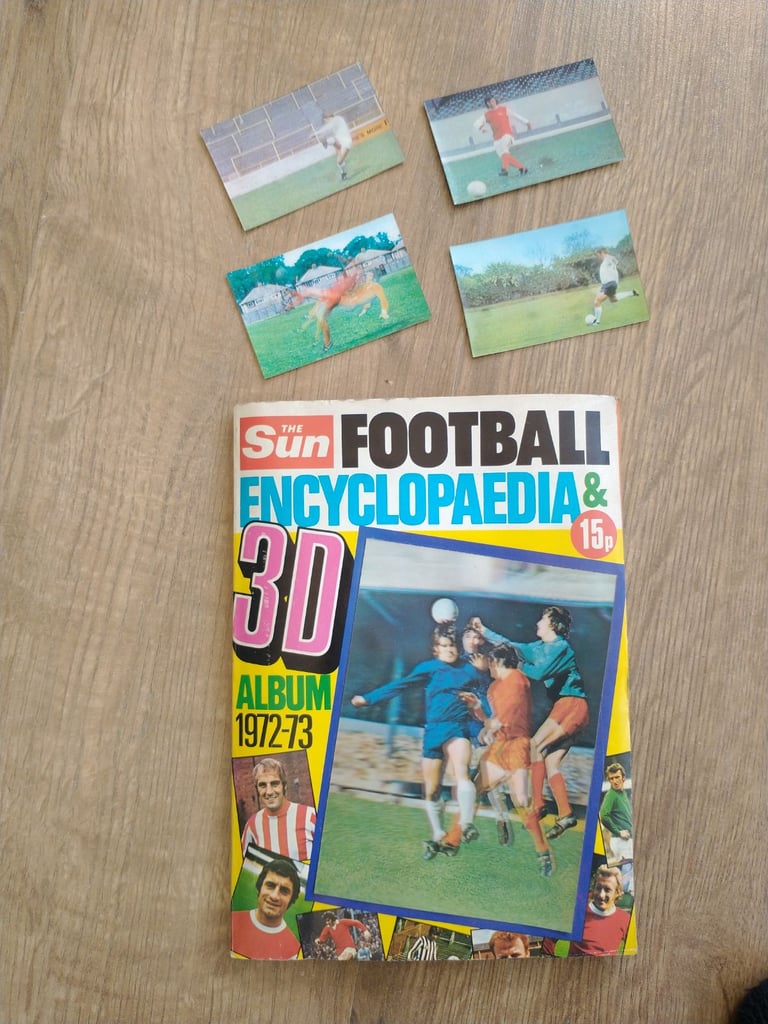 THE
Sun FOOTBALL
ENCYCLOPAEDIA &
15p
3D
ALBUM
1972-73